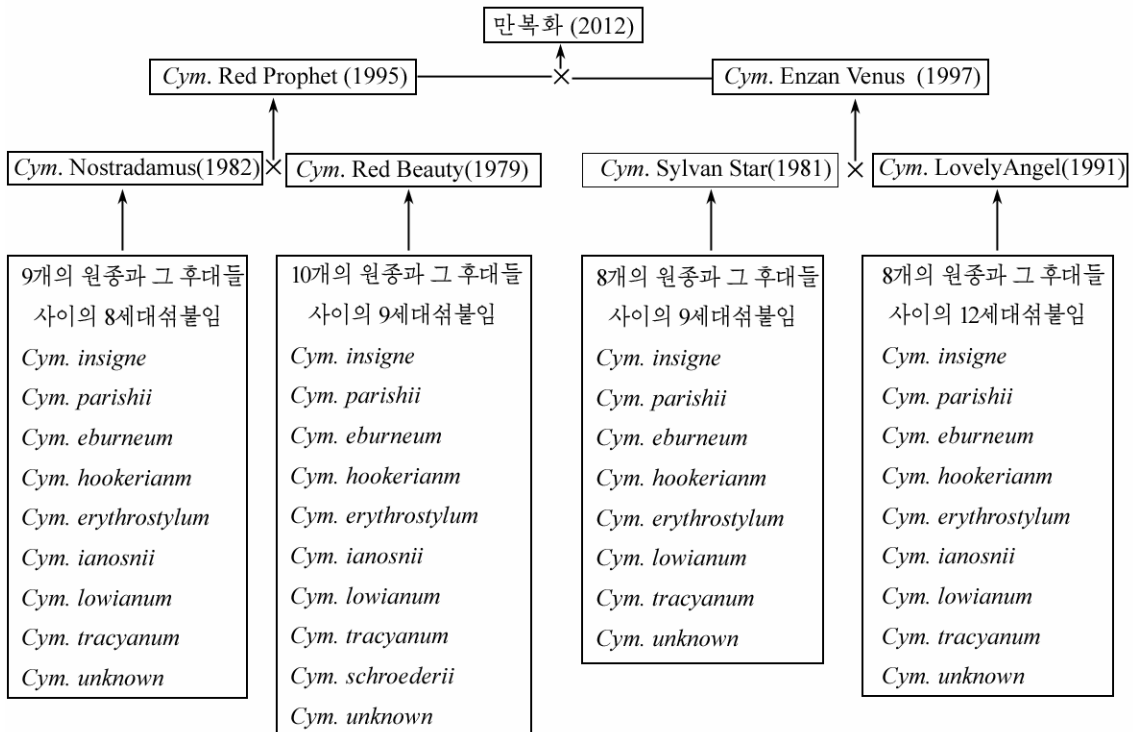 만복화 (2012)
Cym. Red Prophet (1995)
×
Cym. Enzan Venus (1997)
Cym. Nostradamus(1982)
×
Cym. Red Beauty(1979)
Cym. Sylvan Star(1981)
×
Cym. LovelyAngel(1991)
9개의 원종과 그 후대들
사이의 8세대섞붙임
Cym. insigne
Cym. parishii
Cym. eburneum
Cym. hookerianm
Cym. erythrostylum
Cym. ianosnii
Cym. lowianum
Cym. tracyanum
Cym. unknown
10개의 원종과 그 후대들
사이의 9세대섞붙임
Cym. insigne
Cym. parishii
Cym. eburneum
Cym. hookerianm
Cym. erythrostylum
Cym. ianosnii
Cym. lowianum
Cym. tracyanum
Cym. schroederii
Cym. unknown
8개의 원종과 그 후대들
사이의 9세대섞붙임
Cym. insigne
Cym. parishii
Cym. eburneum
Cym. hookerianm
Cym. erythrostylum
Cym. lowianum
Cym. tracyanum
Cym. unknown
8개의 원종과 그 후대들
사이의 12세대섞붙임
Cym. insigne
Cym. parishii
Cym. eburneum
Cym. hookerianm
Cym. erythrostylum
Cym. ianosnii
Cym. lowianum
Cym. tracyanum
Cym. unknown